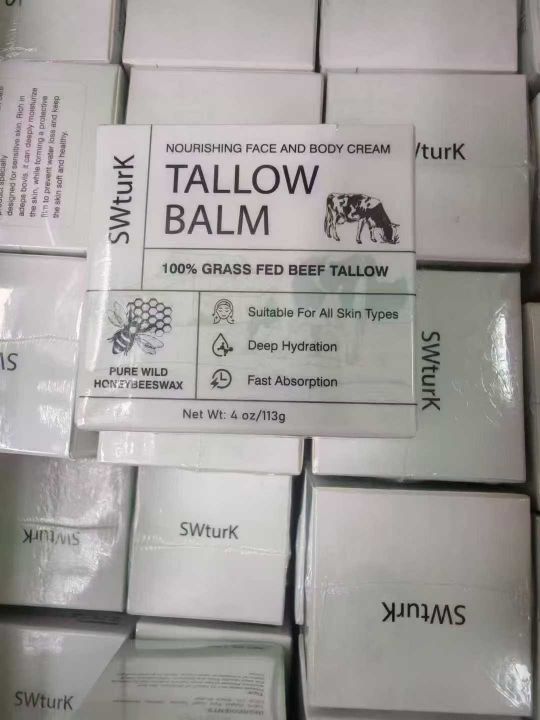 product specially
designed for sensitive skin. Rich in
adeps bovis, it can deeply moisturize
the skin, while forming a protective
film to prevent water loss and keep
the skin soft and healthy.
SWturK
NOURISHING FACE AND BODY CREAM
TALLOW
BALM
100% GRASS FED BEEF TALLOW
PURE WILD
HONEYBEESWAX
Suitable For All Skin Types
Deep Hydration
Fast Absorption
Net Wt: 4 oz/113g
/turK
SWturK
SWturK
SWturK
SWturK
SWturK